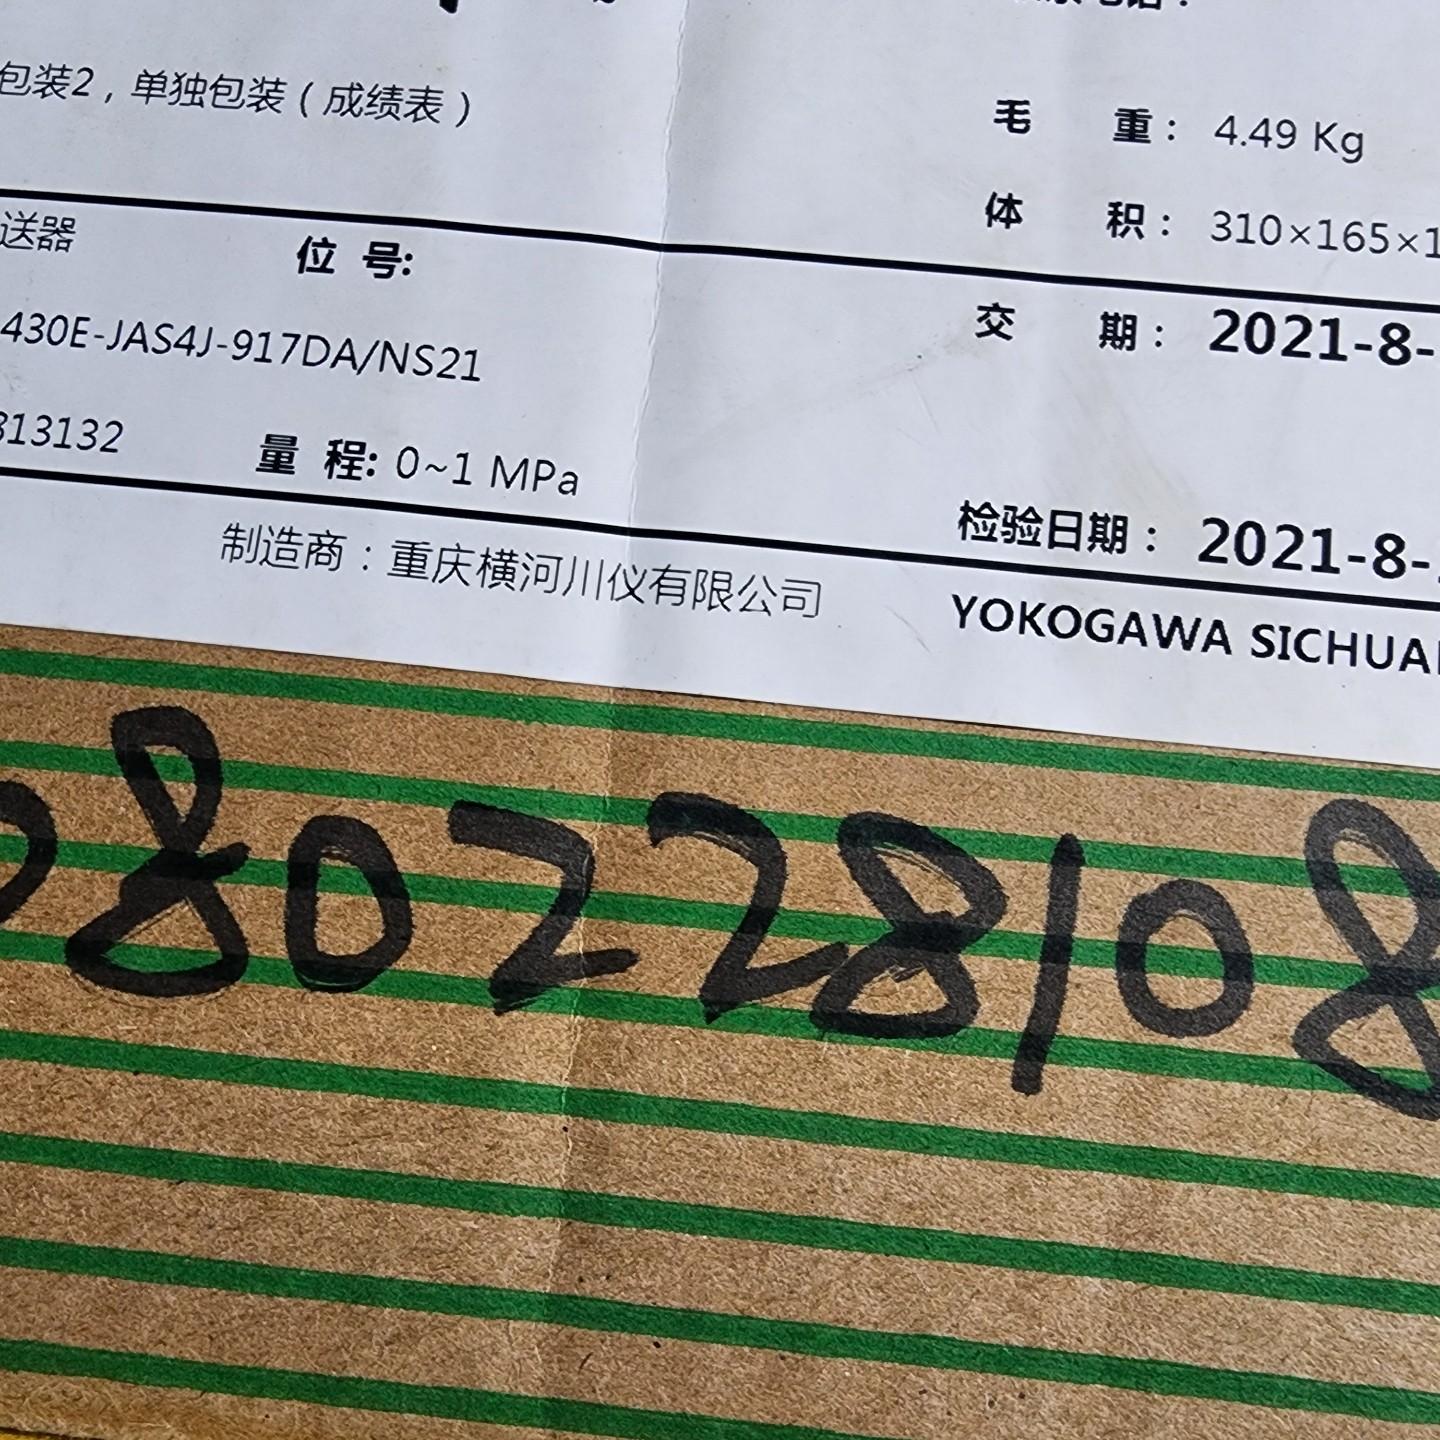 包装2，单独包装（成绩表）
毛 重： 4.49 Kg
体 积： 310×165×1
送器 位 号:
430E-JAS4J-917DA/NS21
交 期： 2021-8-
313132 量 程: 0~1 MPa
检验日期： 2021-8-
制造商：重庆横河川仪有限公司 YOKOGAWA SICHUA
080228108